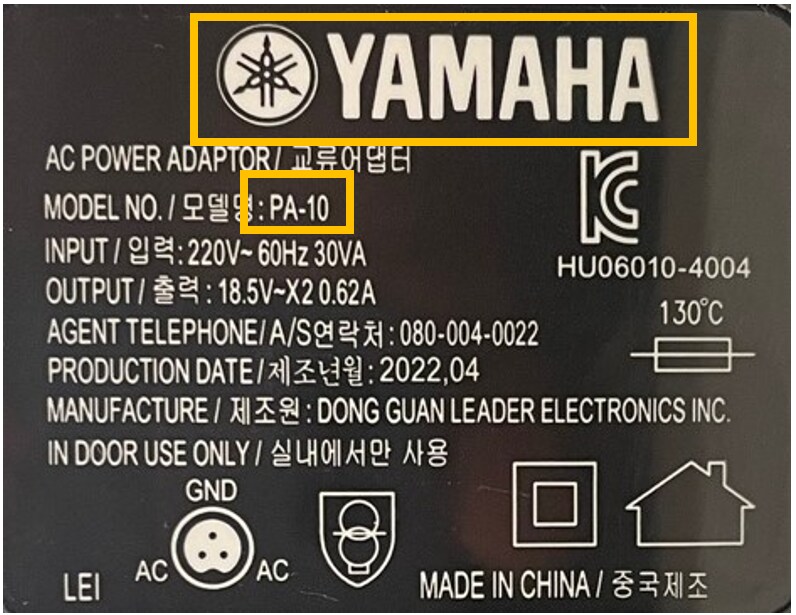 YAMAHA
AC POWER ADAPTOR / 교류어댑터
MODEL NO. / 모델명 : PA-10
INPUT / 입력 : 220V~ 60Hz 30VA
OUTPUT / 출력 : 18.5V~X2 0.62A
AGENT TELEPHONE/ A/S연락처 : 080-004-0022
PRODUCTION DATE / 제조년월 : 2022,04
MANUFACTURE / 제조원 : DONG GUAN LEADER ELECTRONICS INC.
IN DOOR USE ONLY / 실내에서만 사용
HU06010-4004
130°C
GND
AC AC
LEI
MADE IN CHINA / 중국제조